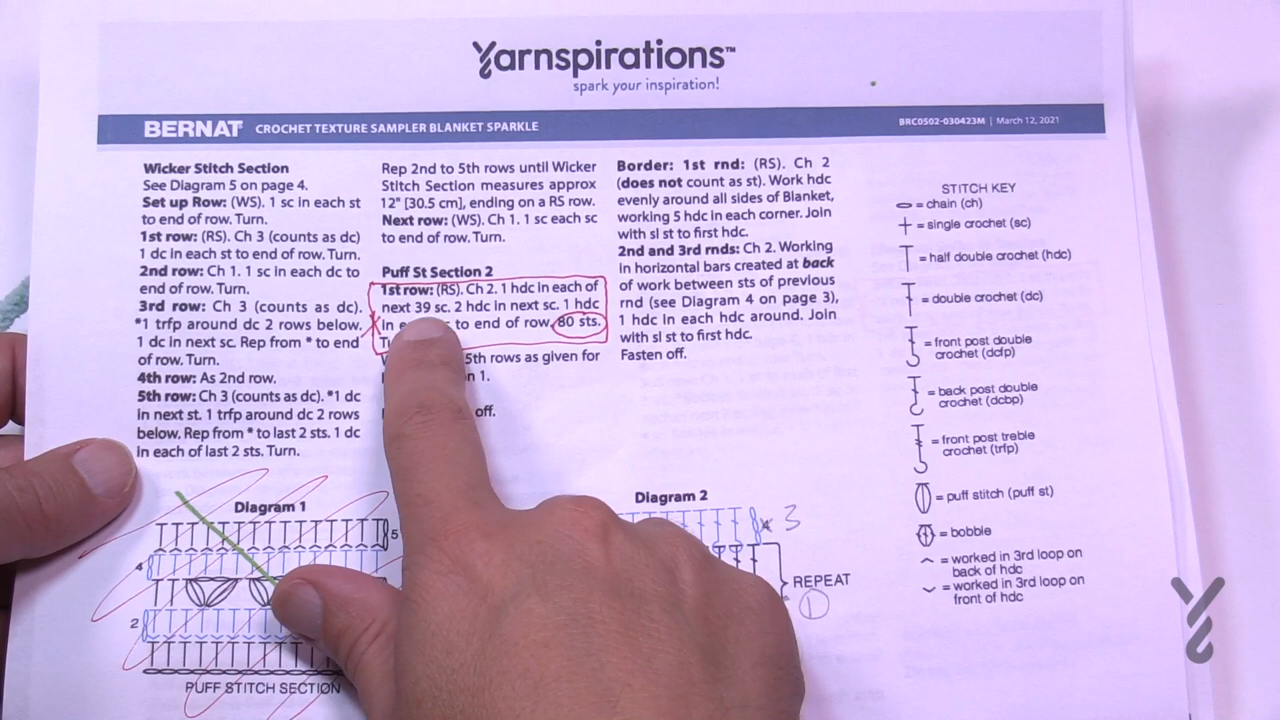 Yarnspirations™
spark your inspiration!
BERNAT CROCHET TEXTURE SAMPLER BLANKET SPARKLE
BRC0502-030423M | March 12, 2021
Wicker Stitch Section
See Diagram 5 on page 4.
Set up Row: (WS). 1 sc in each st
to end of row. Turn.
1st row: (RS). Ch 3 (counts as dc)
1 dc in each st to end of row. Turn.
2nd row: Ch 1. 1 sc in each dc to
end of row. Turn.
3rd row: Ch 3 (counts as dc).
*1 trfp around dc 2 rows below.
1 dc in next sc. Rep from * to end
of row. Turn.
4th row: As 2nd row.
5th row: Ch 3 (counts as dc). *1 dc
in next st. 1 trfp around dc 2 rows
below. Rep from * to last 2 sts. 1 dc
in each of last 2 sts. Turn.
Rep 2nd to 5th rows until Wicker
Stitch Section measures approx
12" [30.5 cm], ending on a RS row.
Next row: (WS). Ch 1. 1 sc each sc
to end of row. Turn.
Puff St Section 2
1st row: (RS). Ch 2. 1 hdc in each of
next 39 sc. 2 hdc in next sc. 1 hdc
in to end of row. 80 sts.
5th rows as given for
1.
off.
Border: 1st rnd: (RS). Ch 2
(does not count as st). Work hdc
evenly around all sides of Blanket,
working 5 hdc in each corner. Join
with sl st to first hdc.
2nd and 3rd rnds: Ch 2. Working
in horizontal bars created at back
of work between sts of previous
rnd (see Diagram 4 on page 3),
1 hdc in each hdc around. Join
with sl st to first hdc.
Fasten off.
STITCH KEY
= chain (ch)
= single crochet (sc)
= half double crochet (hdc)
= double crochet (dc)
= front post double
crochet (dcfp)
= back post double
crochet (dcbp)
= front post treble
crochet (trfp)
= puff stitch (puff st)
= bobble
= worked in 3rd loop on
back of hdc
= worked in 3rd loop on
front of hdc
Diagram 1
5
4
2
PUFF STITCH SECTION
Diagram 2
3
REPEAT
1